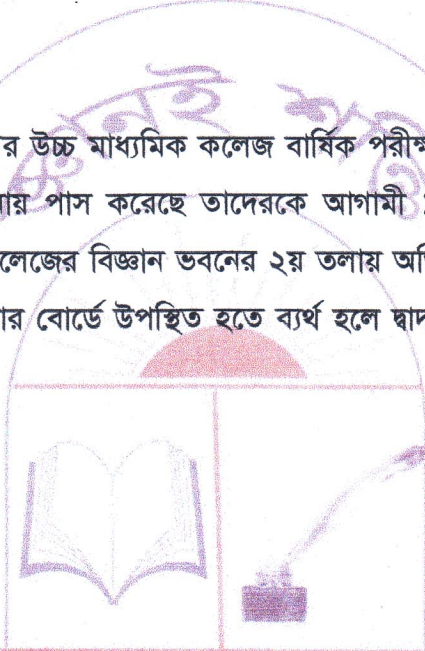 র উচ্চ মাধ্যমিক কলেজ বার্ষিক পরীক্ষ
ায় পাস করেছে তাদেরকে আগামী
লেজের বিজ্ঞান ভবনের ২য় তলায় অ
ার বোর্ডে উপস্থিত হতে ব্যর্থ হলে দ্বাদ